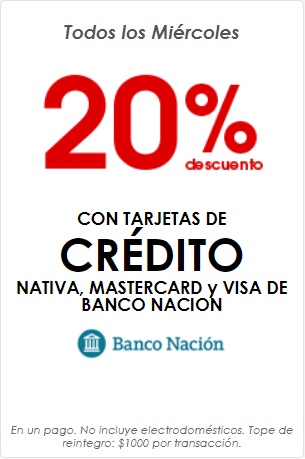 Todos los Miércoles
20%
descuento
CON TARJETAS DE
CRÉDITO
NATIVA, MASTERCARD y VISA DE
BANCO NACION
Banco Nación
En un pago. No incluye electrodomésticos. Tope de
reintegro: $1000 por transacción.